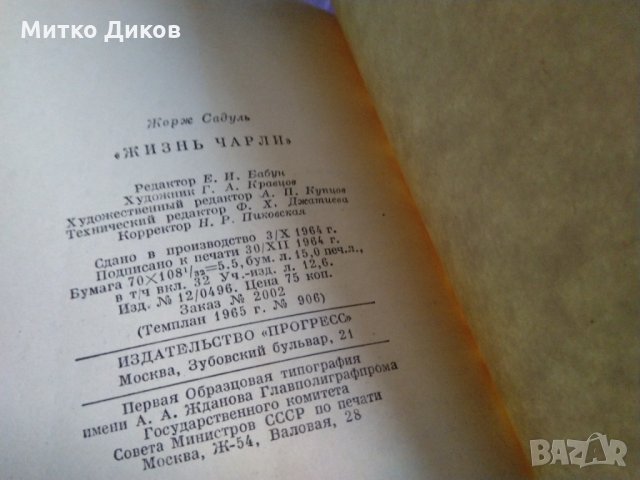 Митко Диков
Жорж Садуль
«ЖИЗНЬ ЧАРЛИ»
Редактор Е. И. Бабун
Художник Г. А. Кравцов
Художественный редактор А. П. Купцов
Технический редактор Ф. Х. Джатиева
Корректор Н. Р. Пиковская
Сдано в производство 3/X 1964 г.
Подписано к печати 30/XII 1964 г.
Бумага 70×108¹/₃₂=5,5, бум. л. 15,0 печ.л.,
в т/ч вкл. 32 Уч.-изд. л. 12,6.
Изд. № 12/0496. Цена 75 коп.
Заказ № 2002
(Темплан 1965 г. № 906)
ИЗДАТЕЛЬСТВО «ПРОГРЕСС»
Москва, Зубовский бульвар, 21
Первая Образцовая типография
имени А. А. Жданова Главполиграфпрома
Государственного комитета
Совета Министров СССР по печати
Москва, Ж-54, Валовая, 28
BAZAR